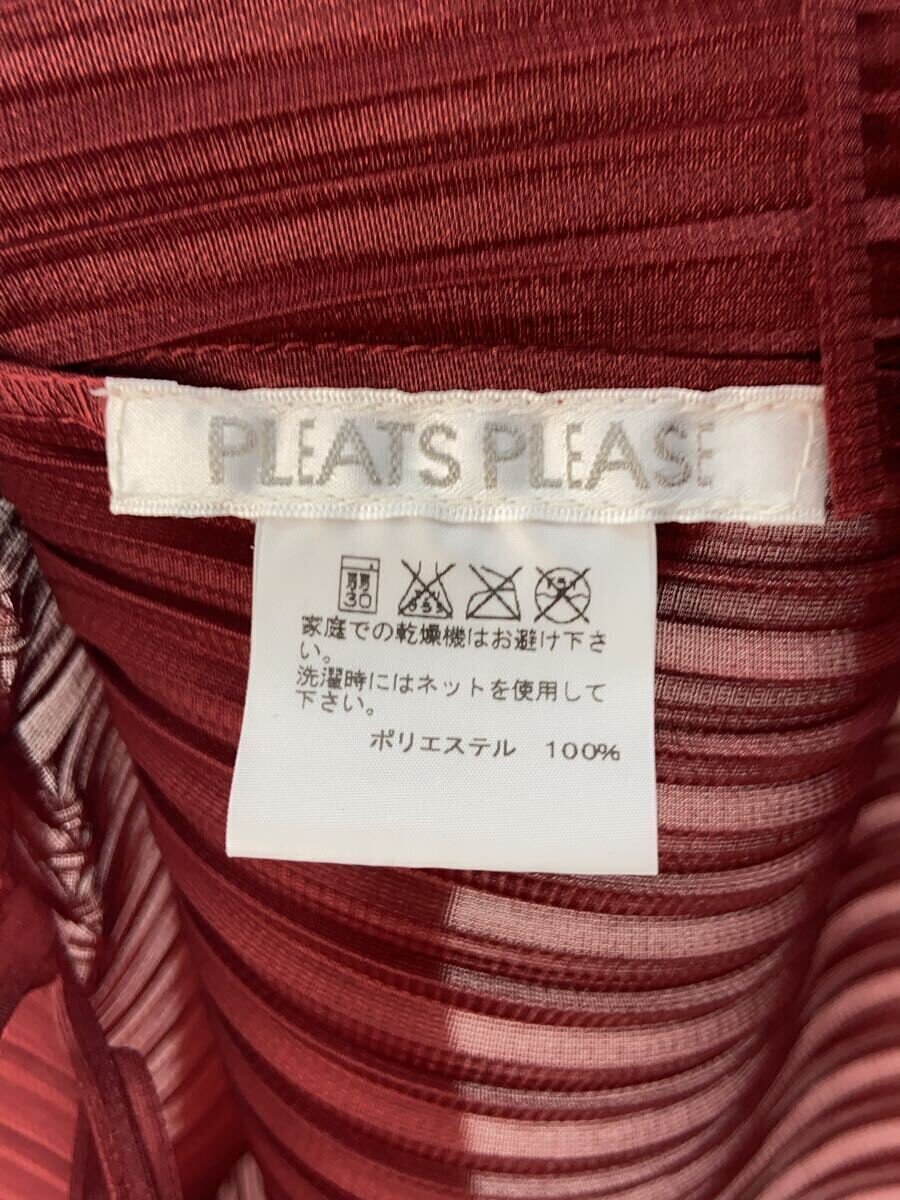 PLEATS PLEASE
30
家庭での乾燥機はお避け下さ
い。
洗濯時にはネットを使用して
下さい。
ポリエステル 100%